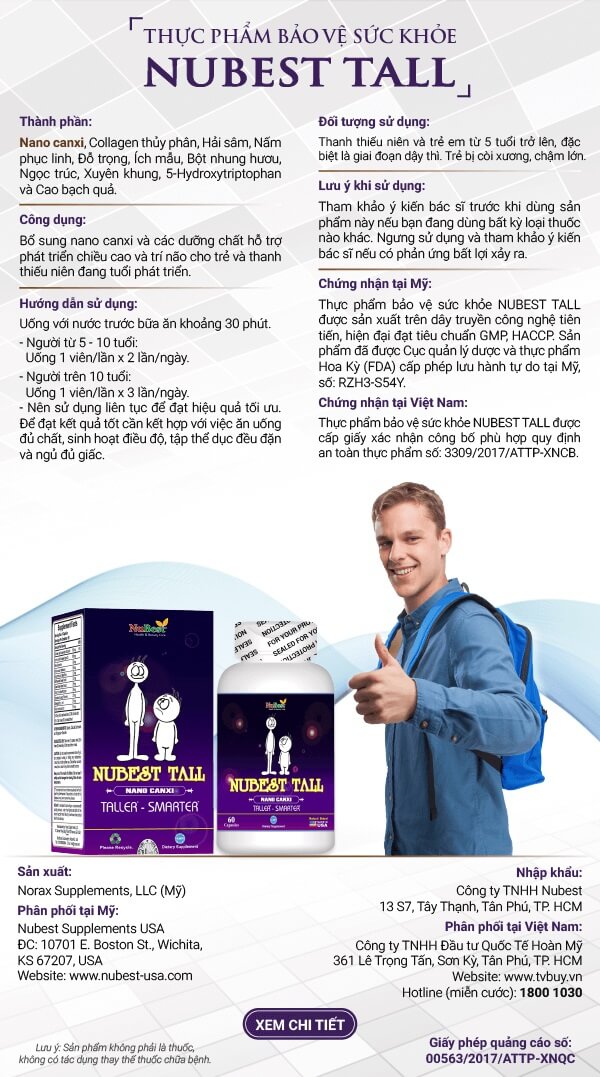 THỰC PHẨM BẢO VỆ SỨC KHỎE
NUBEST TALL
Thành phần:
Nano canxi, Collagen thủy phân, Hải sâm, Nấm
phục linh, Đỗ trọng, Ích mẫu, Bột nhung hươu,
Ngọc trúc, Xuyên khung, 5-Hydroxytriptophan
và Cao bạch quả.
Công dụng:
Bổ sung nano canxi và các dưỡng chất hỗ trợ
phát triển chiều cao và trí não cho trẻ và thanh
thiếu niên đang tuổi phát triển.
Hướng dẫn sử dụng:
Uống với nước trước bữa ăn khoảng 30 phút.
- Người từ 5 - 10 tuổi:
Uống 1 viên/lần x 2 lần/ngày.
- Người trên 10 tuổi:
Uống 1 viên/lần x 3 lần/ngày.
- Nên sử dụng liên tục để đạt hiệu quả tối ưu.
Để đạt kết quả tốt cần kết hợp với việc ăn uống
đủ chất, sinh hoạt điều độ, tập thể dục đều đặn
và ngủ đủ giấc.
Đối tượng sử dụng:
Thanh thiếu niên và trẻ em từ 5 tuổi trở lên, đặc
biệt là giai đoạn dậy thì. Trẻ bị còi xương, chậm lớn.
Lưu ý khi sử dụng:
Tham khảo ý kiến bác sĩ trước khi dùng sản
phẩm này nếu bạn đang dùng bất kỳ loại thuốc
nào khác. Ngưng sử dụng và tham khảo ý kiến
bác sĩ nếu có phản ứng bất lợi xảy ra.
Chứng nhận tại Mỹ:
Thực phẩm bảo vệ sức khỏe NUBEST TALL
được sản xuất trên dây truyền công nghệ tiên
tiến, hiện đại đạt tiêu chuẩn GMP, HACCP. Sản
phẩm đã được Cục quản lý dược và thực phẩm
Hoa Kỳ (FDA) cấp phép lưu hành tự do tại Mỹ,
số: RZH3-S54Y.
Chứng nhận tại Việt Nam:
Thực phẩm bảo vệ sức khỏe NUBEST TALL được
cấp giấy xác nhận công bố phù hợp quy định
an toàn thực phẩm số: 3309/2017/ATTP-XNCB.
Supplement Facts
NuBest
Health & Beauty Care
NUBEST TALL
NANO CANXI
TALLER - SMARTER
Please Recycle.
Dietary Supplement
FOR YOUR
SEALED FOR YO
PROTECTION
NuBest
NUBEST TALL
NANO CANXI
TALLER - SMARTER
60
Capsules
Dietary Supplement
USA
Sản xuất:
Norax Supplements, LLC (Mỹ)
Phân phối tại Mỹ:
Nubest Supplements USA
ĐC: 10701 E. Boston St., Wichita,
KS 67207, USA
Website: www.nubest-usa.com
Nhập khẩu:
Công ty TNHH Nubest
13 S7, Tây Thạnh, Tân Phú, TP. HCM
Phân phối tại Việt Nam:
Công ty TNHH Đầu tư Quốc Tế Hoàn Mỹ
361 Lê Trọng Tấn, Sơn Kỳ, Tân Phú, TP. HCM
Website: www.tvbuy.vn
Hotline (miễn cước): 1800 1030
XEM CHI TIẾT
Lưu ý: Sản phẩm không phải là thuốc,
không có tác dụng thay thế thuốc chữa bệnh.
Giấy phép quảng cáo số:
00563/2017/ATTP-XNQC